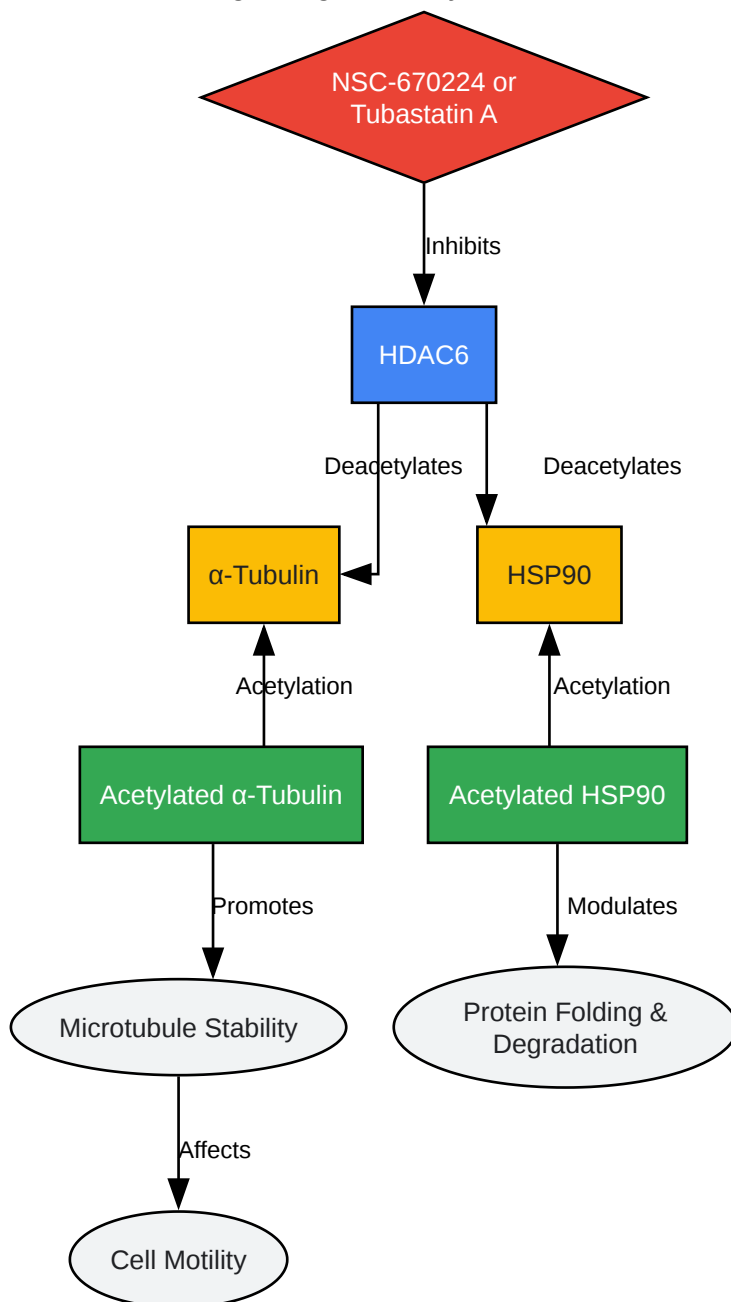 NSC-670224 or
Tubastatin A
Inhibits
HDAC6
Deacetylates
Deacetylates
α-Tubulin
HSP90
Acetylation
Acetylation
Acetylated α-Tubulin
Acetylated HSP90
Promotes
Modulates
Microtubule Stability
Protein Folding &
Degradation
Affects
Cell Motility